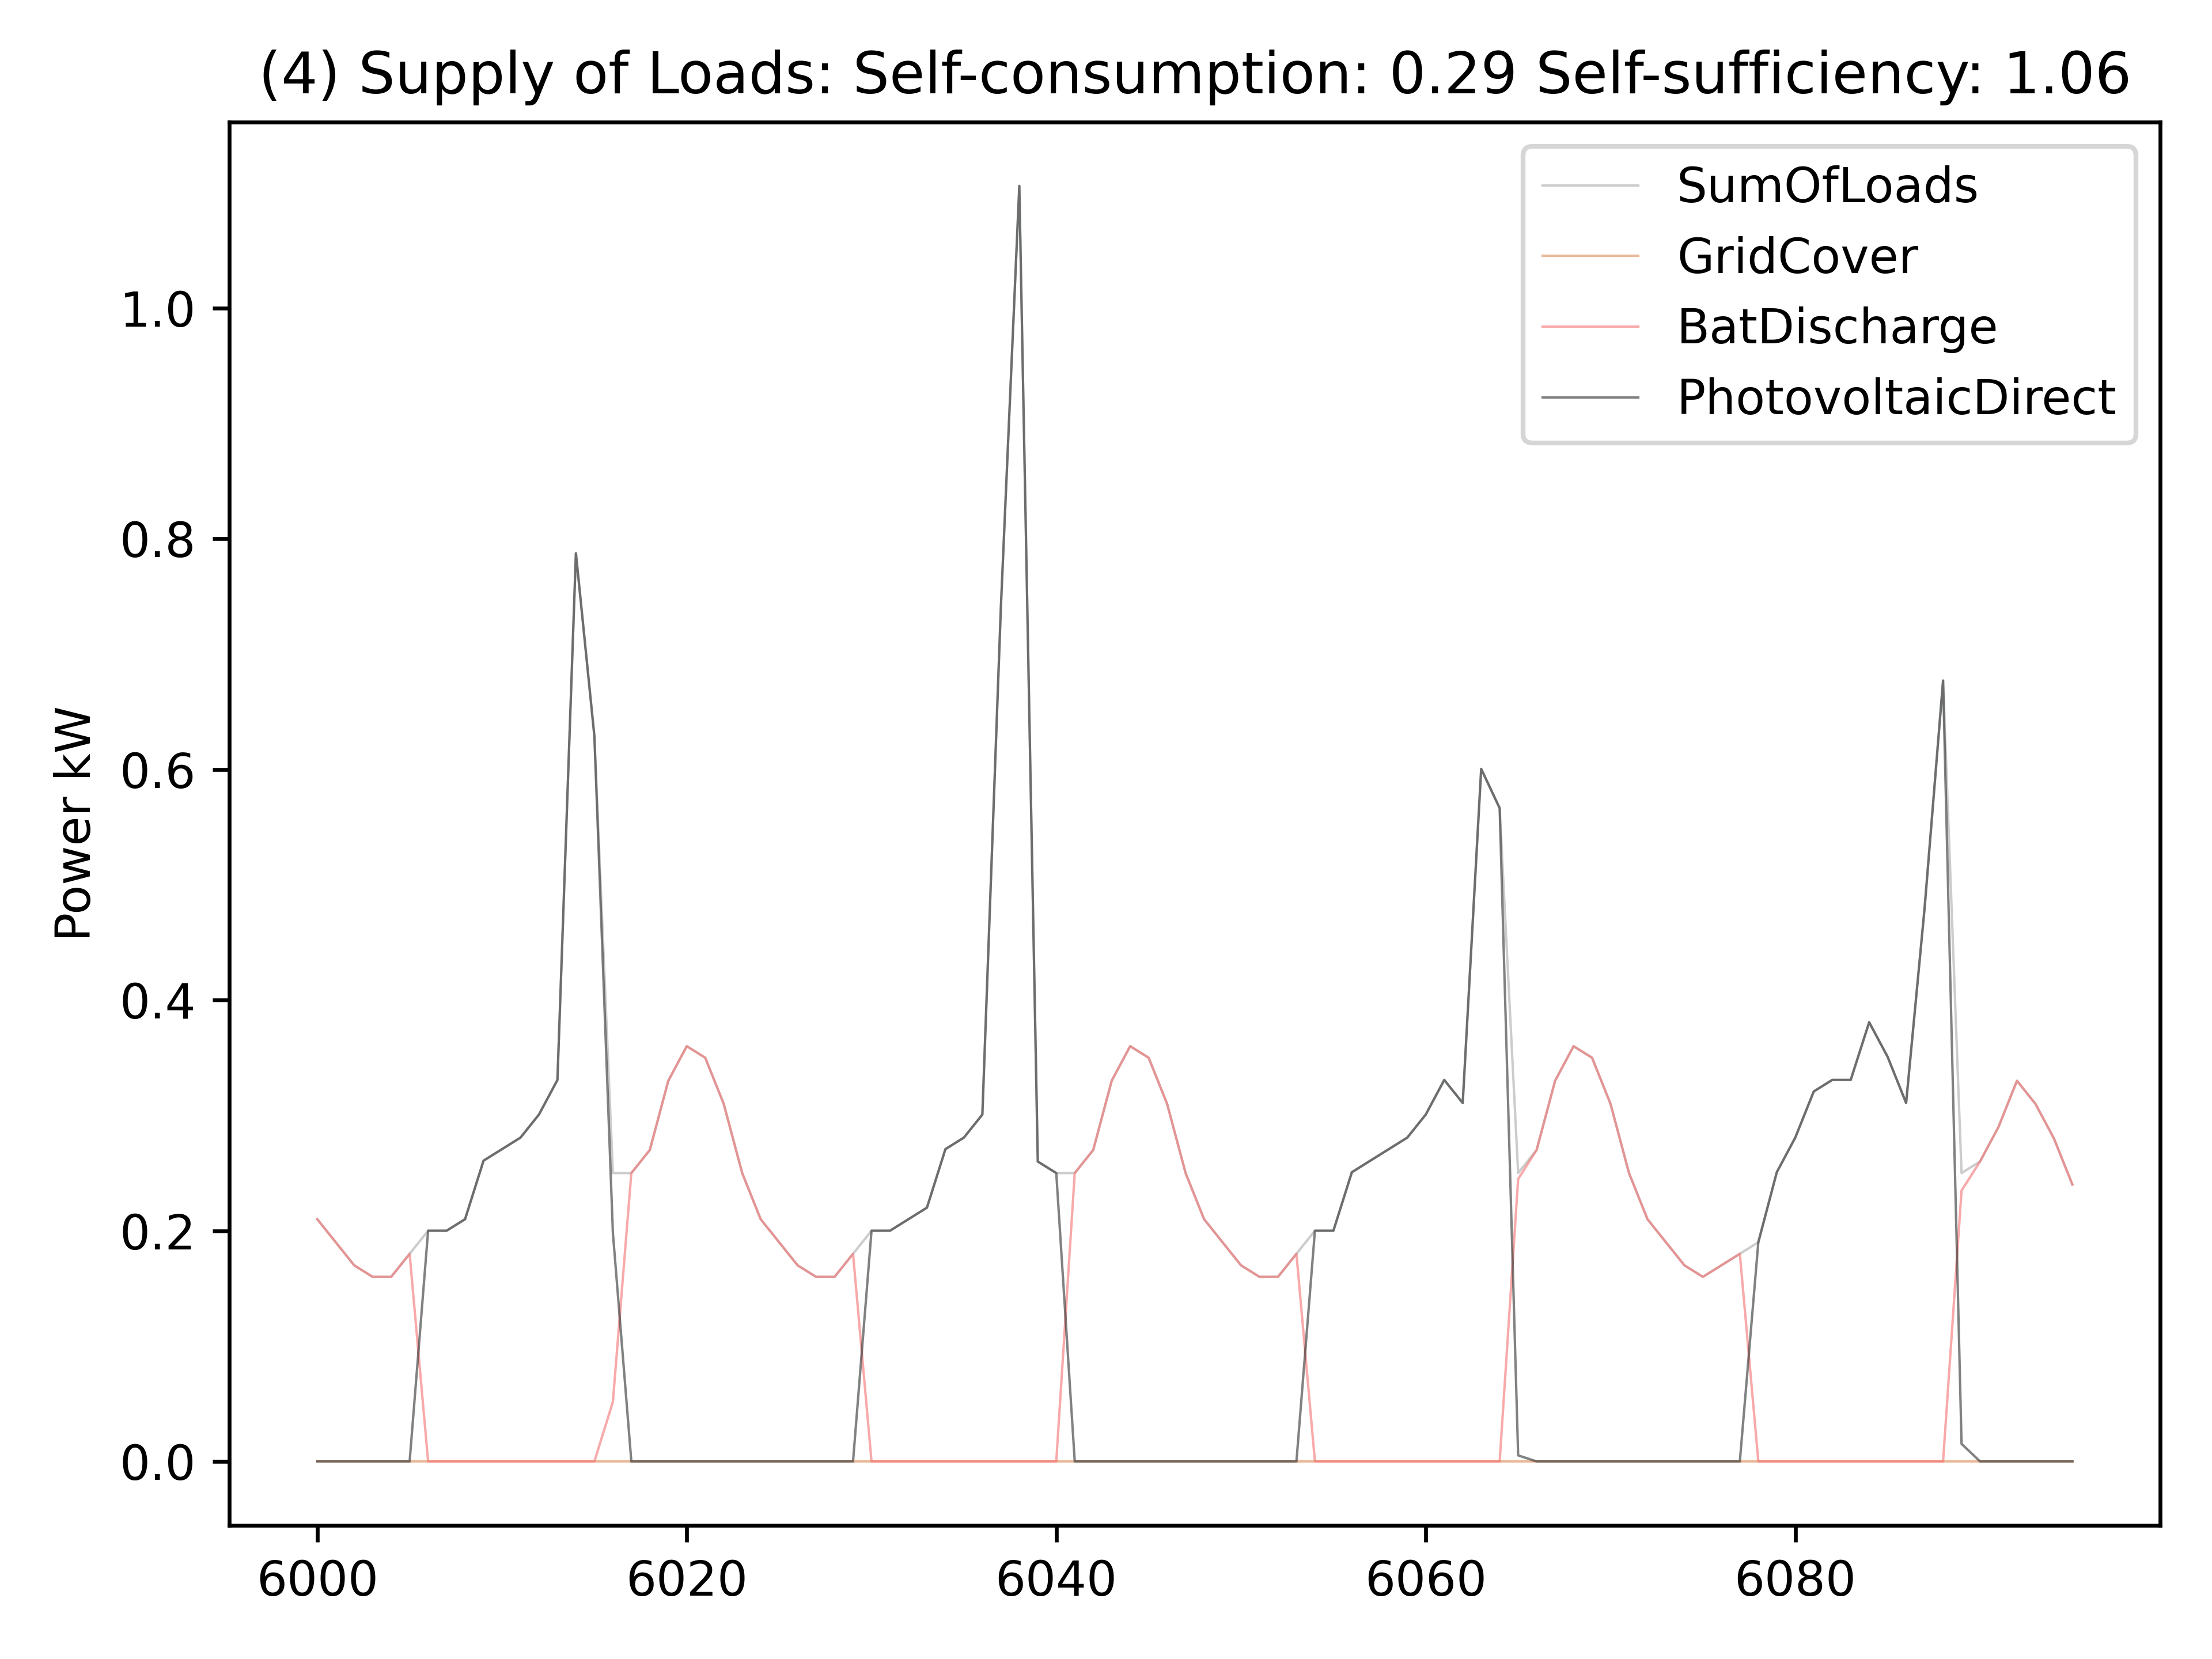 (4) Supply of Loads: Self-consumption: 0.29 Self-sufficiency: 1.06
SumOfLoads
GridCover
BatDischarge
PhotovoltaicDirect
Power kW
1.0
0.8
0.6
0.4
0.2
0.0
6000 6020 6040 6060 6080